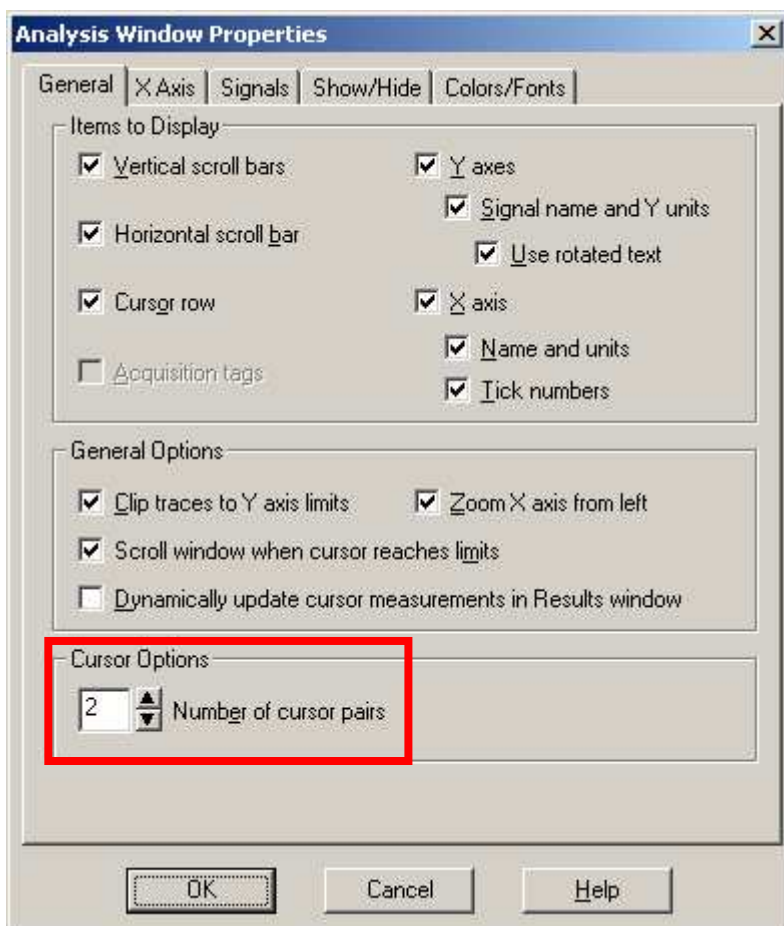 Analysis Window Properties
General X Axis Signals Show/Hide Colors/Fonts
Items to Display
Vertical scroll bars
Horizontal scroll bar
Cursor row
Acquisition tags
Y axes
Signal name and Y units
Use rotated text
X axis
Name and units
Tick numbers
General Options
Clip traces to Y axis limits
Zoom X axis from left
Scroll window when cursor reaches limits
Dynamically update cursor measurements in Results window
Cursor Options
2 Number of cursor pairs
OK Cancel Help